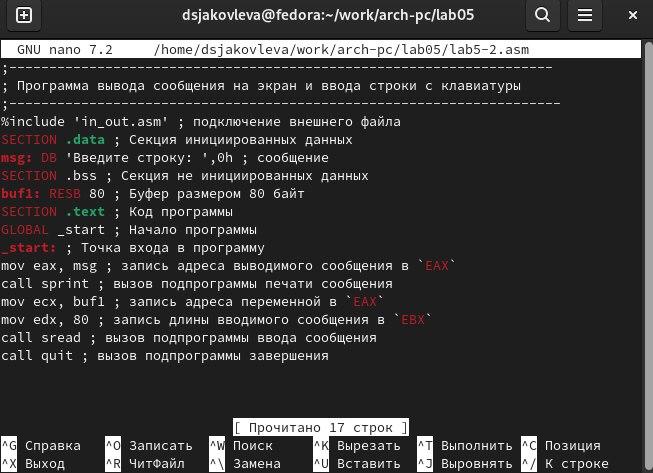 dsjakovleva@fedora:~/work/arch-pc/lab05
GNU nano 7.2 /home/dsjakovleva/work/arch-pc/lab05/lab5-2.asm
;--------------------------------------------------------------------
; Программа вывода сообщения на экран и ввода строки с клавиатуры
;---------------------------------------------------------------------
%include 'in_out.asm' ; подключение внешнего файла
SECTION .data ; Секция инициированных данных
msg: DB 'Введите строку: ',0h ; сообщение
SECTION .bss ; Секция не инициированных данных
buf1: RESB 80 ; Буфер размером 80 байт
SECTION .text ; Код программы
GLOBAL _start ; Начало программы
_start: ; Точка входа в программу
mov eax, msg ; запись адреса выводимого сообщения в `EAX`
call sprint ; вызов подпрограммы печати сообщения
mov ecx, buf1 ; запись адреса переменной в `EAX`
mov edx, 80 ; запись длины вводимого сообщения в `EBX`
call sread ; вызов подпрограммы ввода сообщения
call quit ; вызов подпрограммы завершения
[ Прочитано 17 строк ]
^G Справка ^O Записать ^W Поиск ^K Вырезать ^T Выполнить ^C Позиция
^X Выход ^R ЧитФайл ^\ Замена ^U Вставить ^J Выровнять ^/ К строке